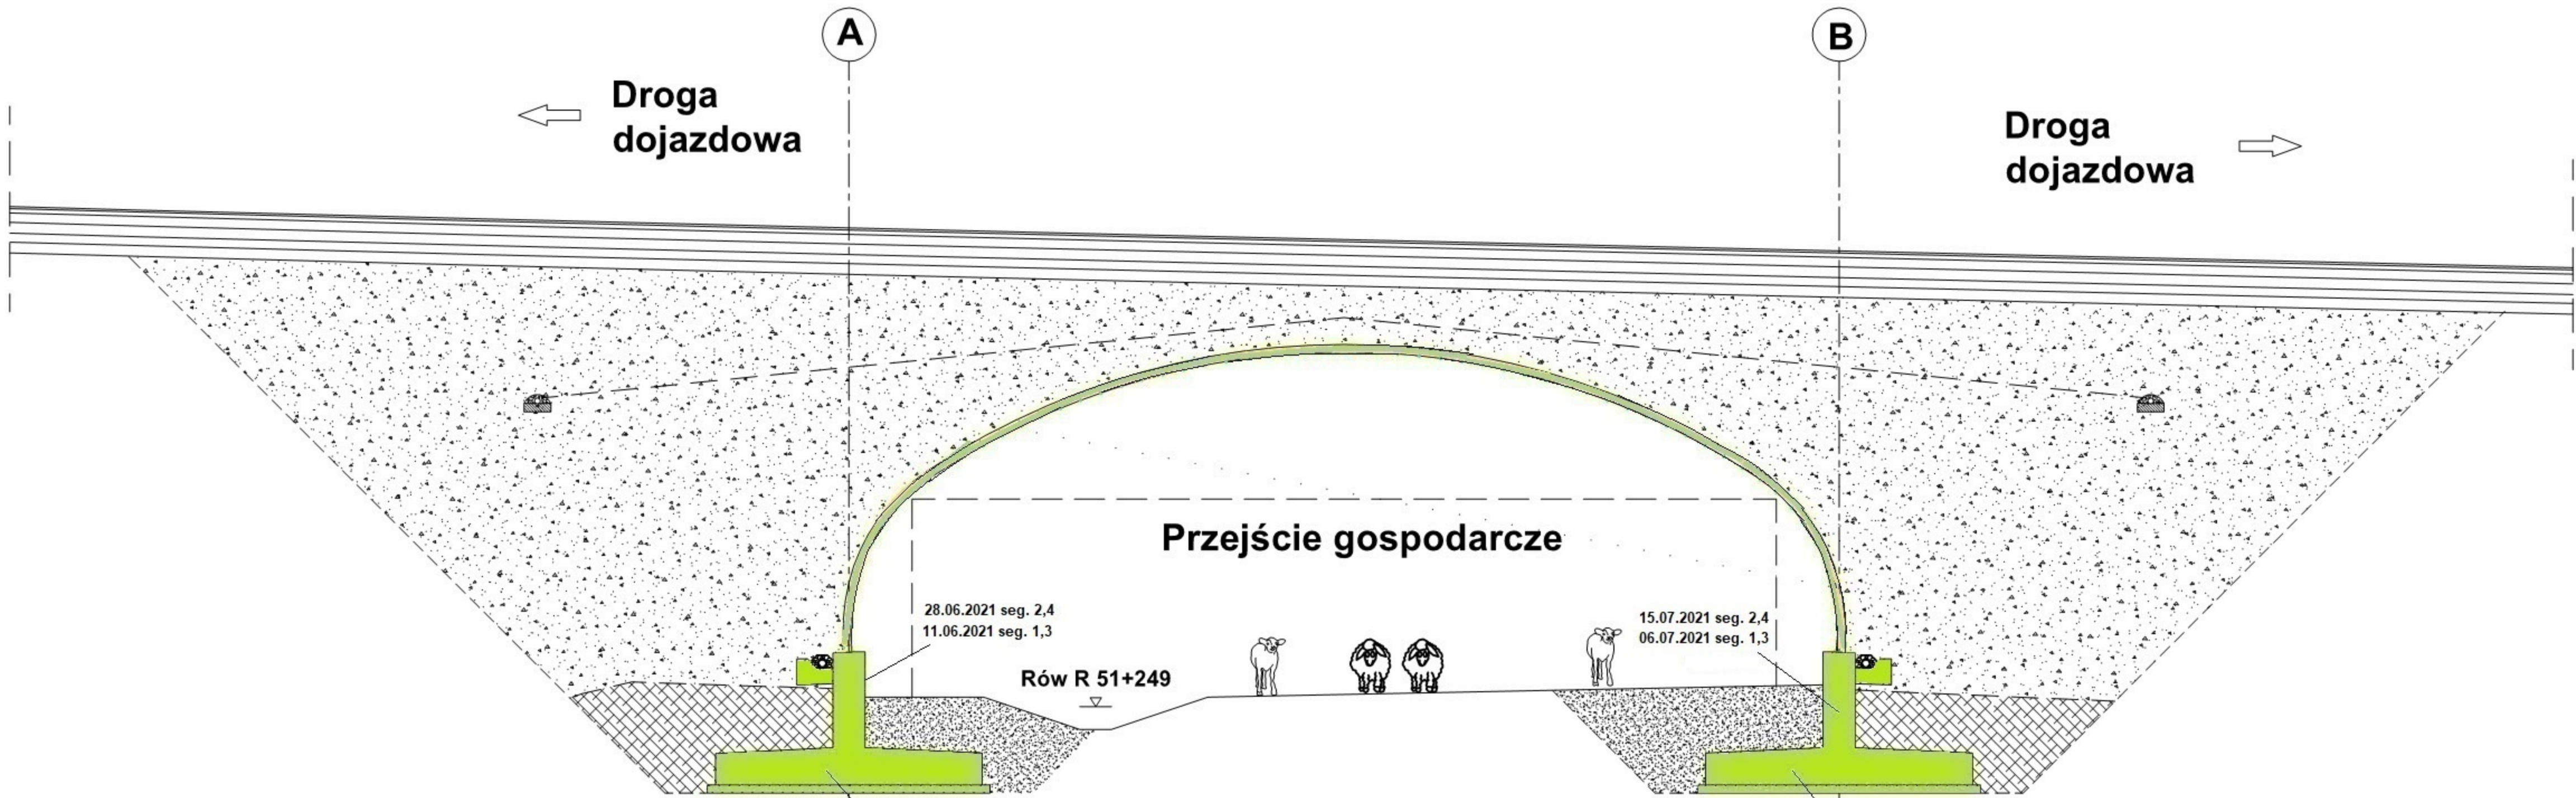 A
B
Droga
dojazdowa
Droga
dojazdowa
Przejście gospodarcze
28.06.2021 seg. 2,4
11.06.2021 seg. 1,3
15.07.2021 seg. 2,4
06.07.2021 seg. 1,3
Rów R 51+249